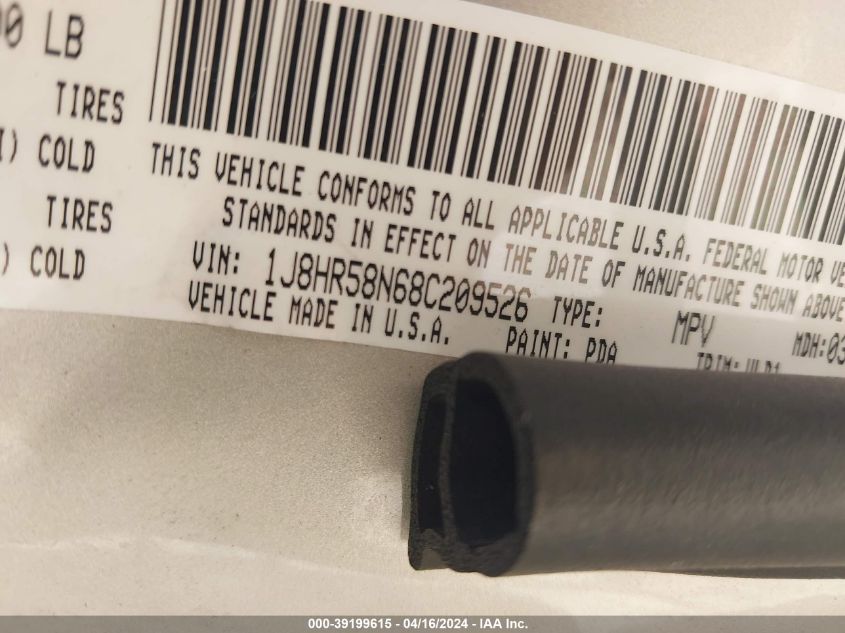 00 LB
TIRES
I) COLD
THIS VEHICLE CONFORMS TO ALL APPLICABLE U.S.A. FEDERAL MOTOR VE
TIRES
STANDARDS IN EFFECT ON THE DATE OF MANUFACTURE SHOWN ABOVE
) COLD
VIN: 1J8HR58N68C209526 TYPE: MPV MDH:03
VEHICLE MADE IN U.S.A. PAINT: PDA
000-39199615 - 04/16/2024 - IAA Inc.